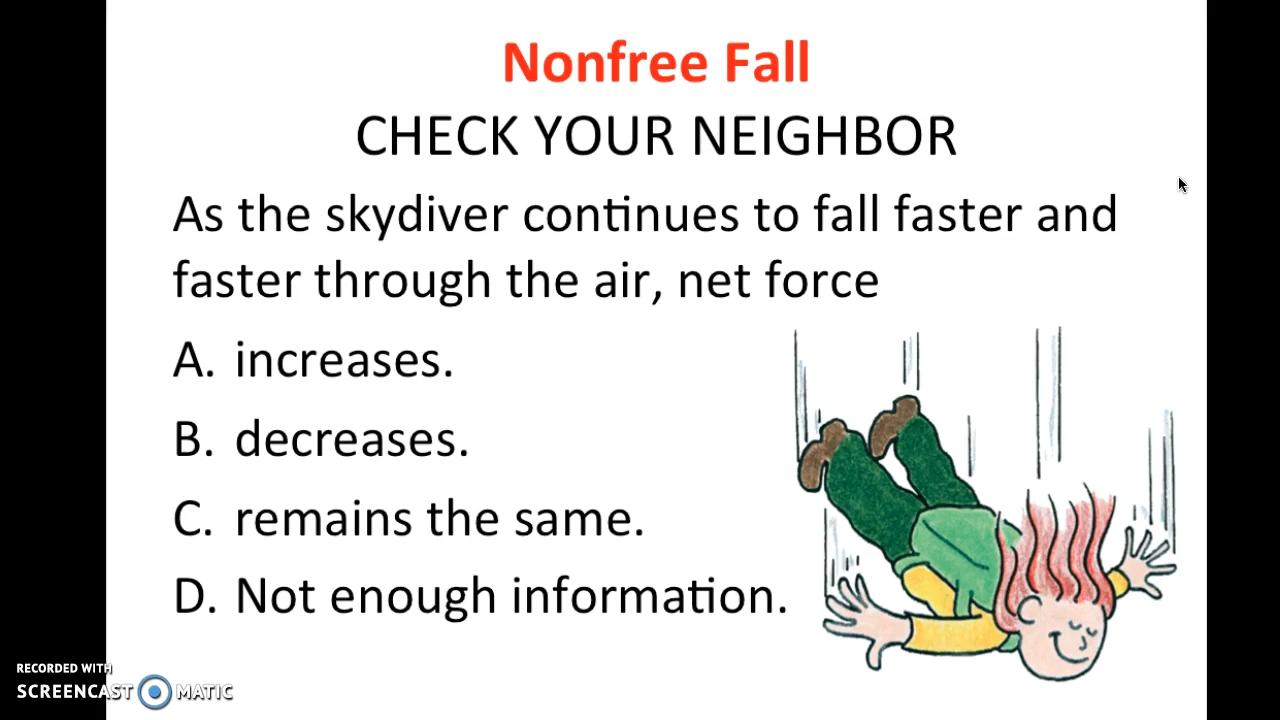 Nonfree Fall
CHECK YOUR NEIGHBOR
As the skydiver continues to fall faster and
faster through the air, net force
A. increases.
B. decreases.
C. remains the same.
D. Not enough information.
RECORDED WITH
SCREENCAST MATIC